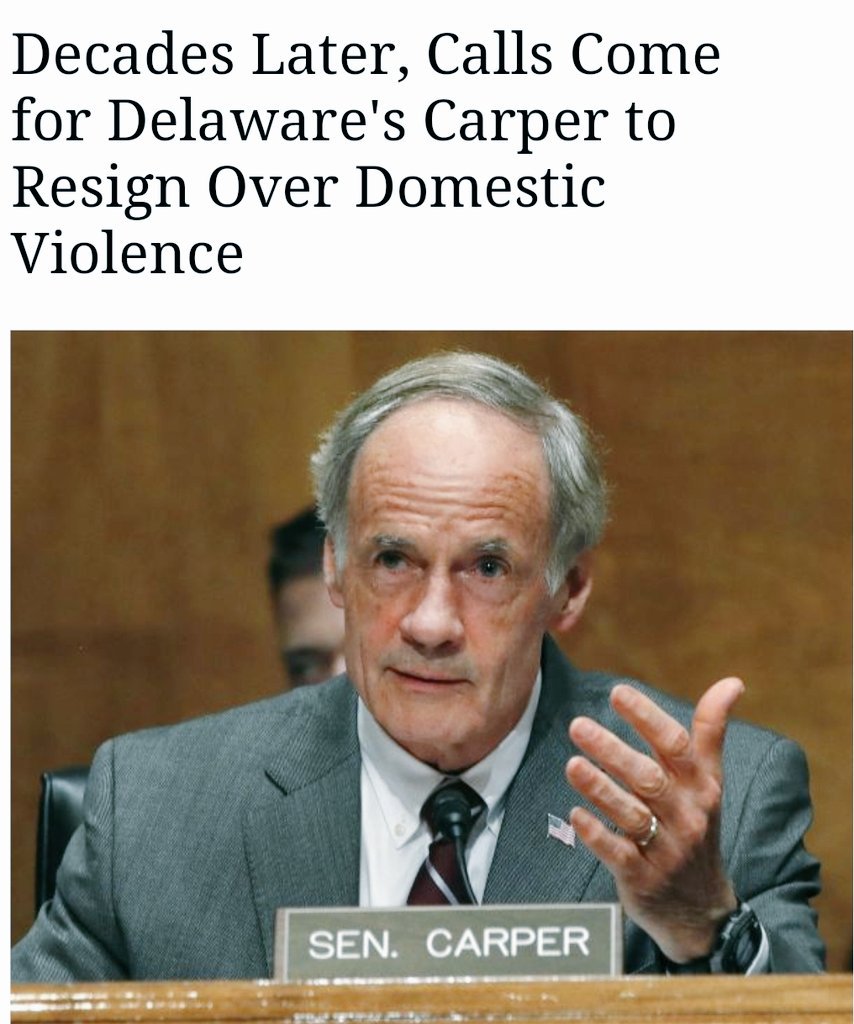 Decades Later, Calls Come
for Delaware's Carper to
Resign Over Domestic
Violence
SEN. CARPER